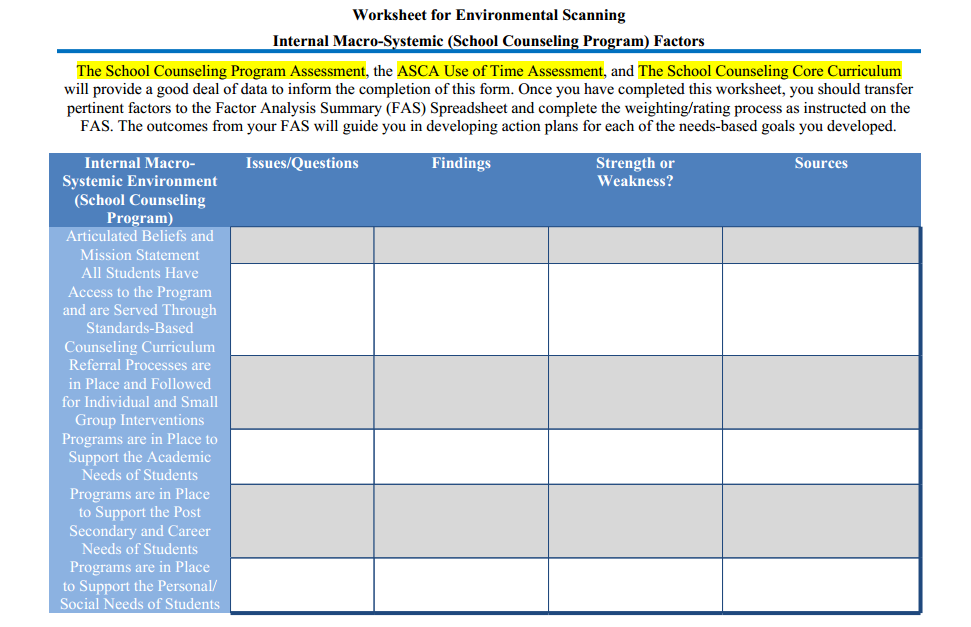 Worksheet for Environmental Scanning
Internal Macro-Systemic (School Counseling Program) Factors
The School Counseling Program Assessment, the ASCA Use of Time Assessment, and The School Counseling Core Curriculum
will provide a good deal of data to inform the completion of this form. Once you have completed this worksheet, you should transfer
pertinent factors to the Factor Analysis Summary (FAS) Spreadsheet and complete the weighting/rating process as instructed on the
FAS. The outcomes from your FAS will guide you in developing action plans for each of the needs-based goals you developed.
Internal Macro-
Systemic Environment
(School Counseling
Program)
Issues/Questions
Findings
Strength or
Weakness?
Sources
Articulated Beliefs and
Mission Statement
All Students Have
Access to the Program
and are Served Through
Standards-Based
Counseling Curriculum
Referral Processes are
in Place and Followed
for Individual and Small
Group Interventions
Programs are in Place to
Support the Academic
Needs of Students
Programs are in Place
to Support the Post
Secondary and Career
Needs of Students
Programs are in Place
to Support the Personal/
Social Needs of Students